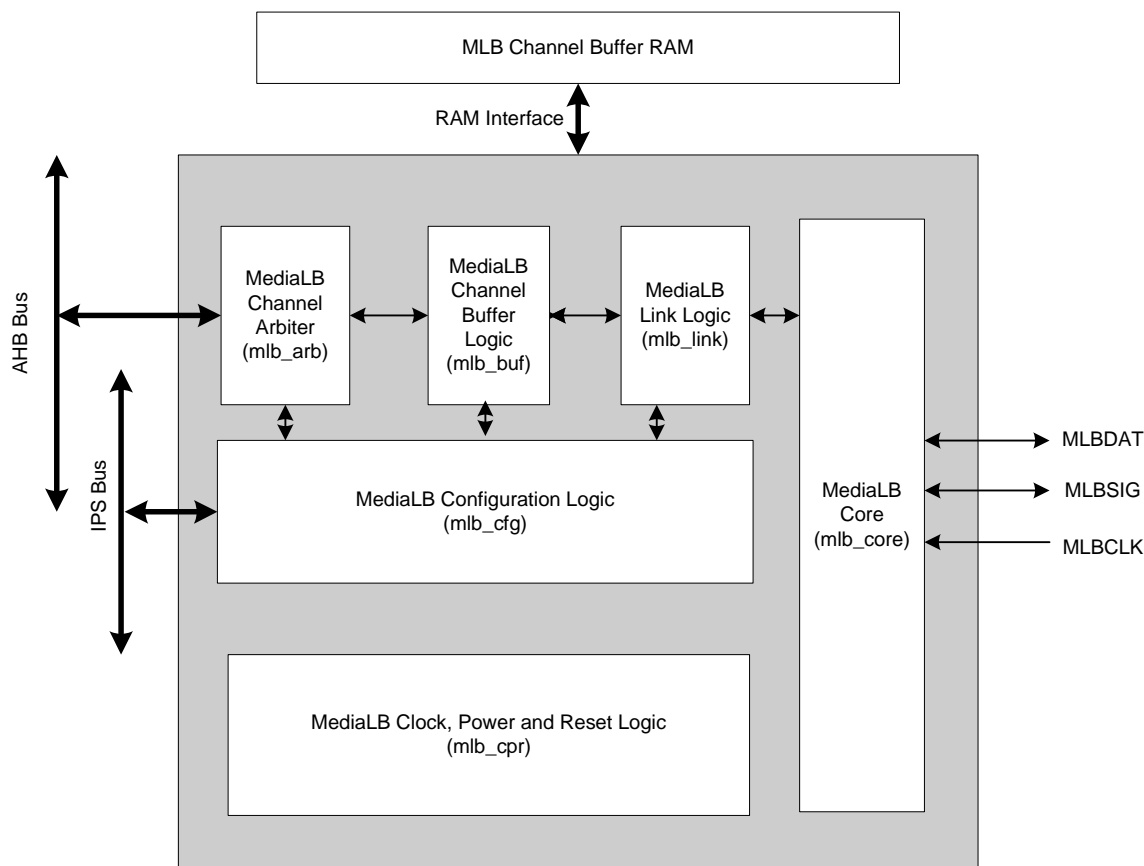 MLB Channel Buffer RAM
RAM Interface
AHB Bus
IPS Bus
MediaLB
Channel
Arbiter
(mlb_arb)
MediaLB
Channel
Buffer
Logic
(mlb_buf)
MediaLB
Link Logic
(mlb_link)
MediaLB Configuration Logic
(mlb_cfg)
MediaLB
Core
(mlb_core)
MLBDAT
MLBSIG
MLBCLK
MediaLB Clock, Power and Reset Logic
(mlb_cpr)